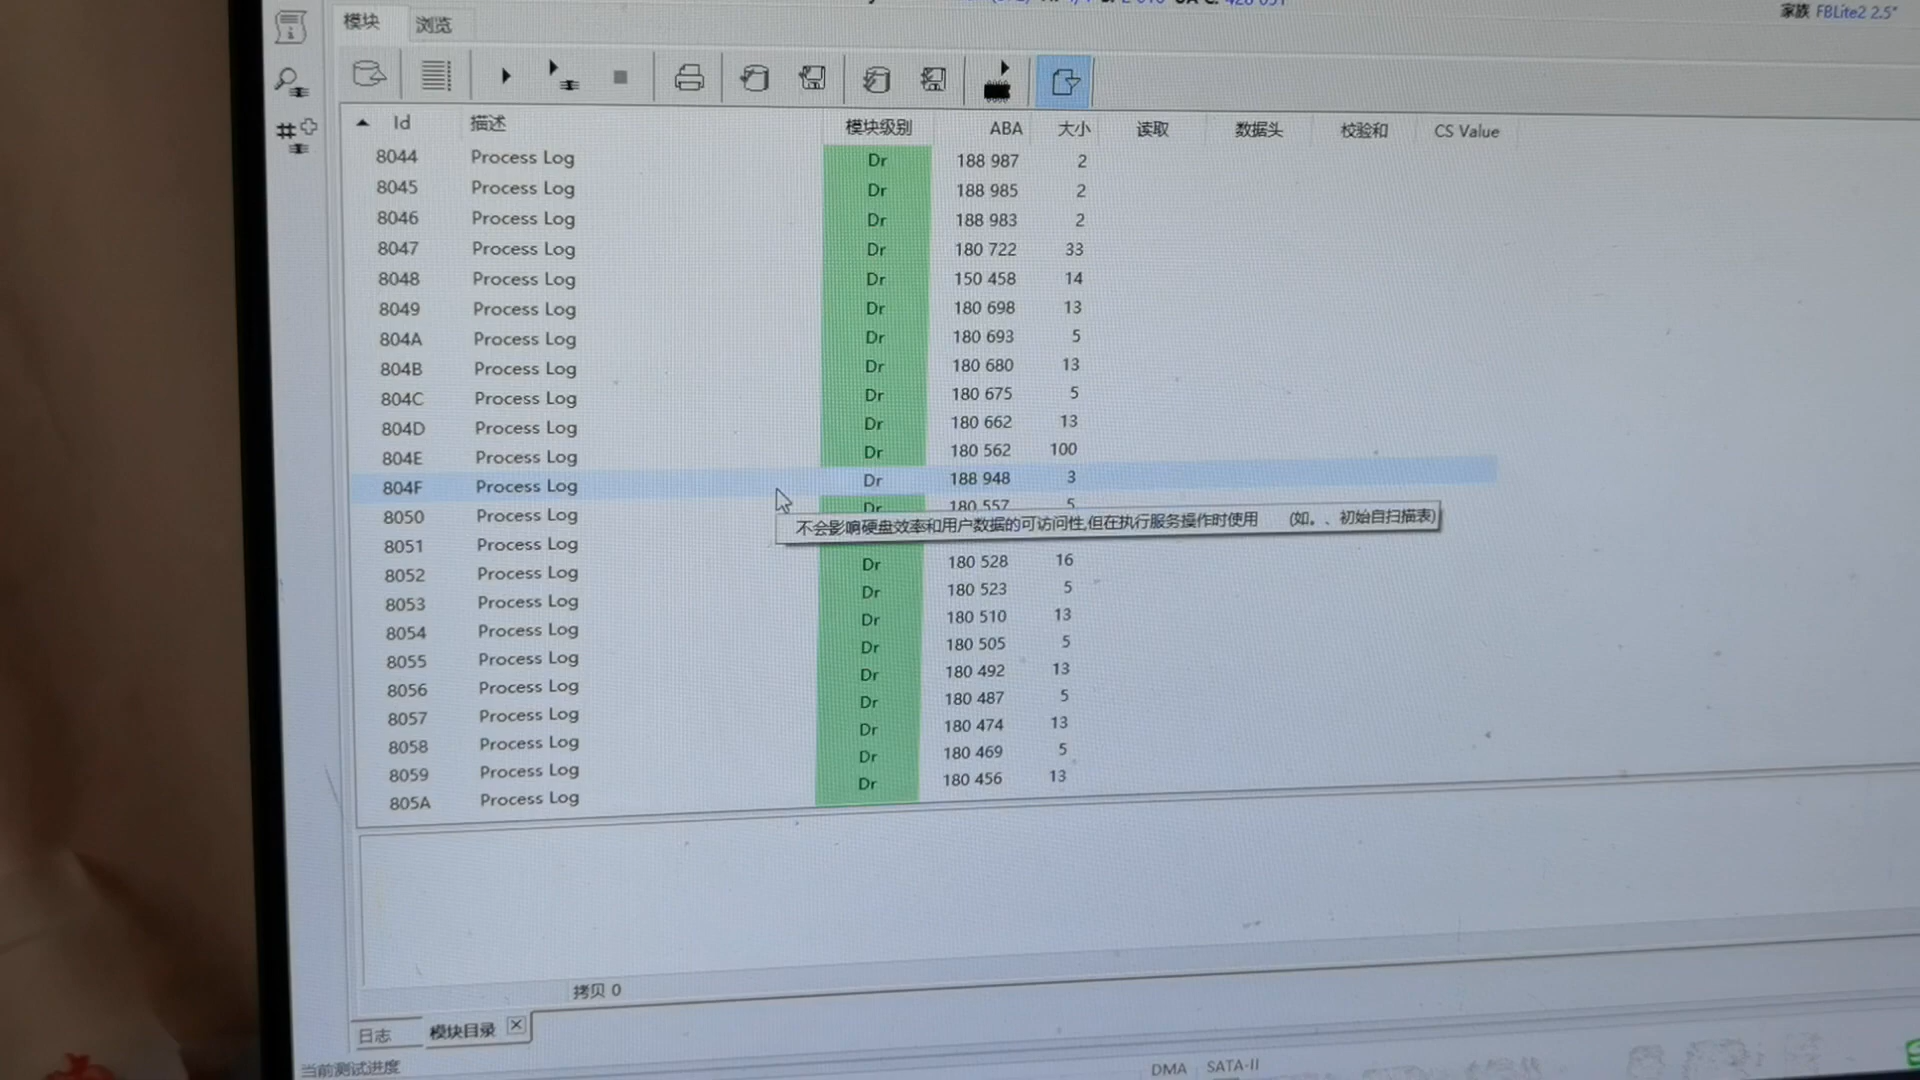 家族 FBLite2 2.5"
模块 浏览
Id 描述 模块级别 ABA 大小 读取 数据头 校验和 CS Value
8044 Process Log Dr 188 987 2
8045 Process Log Dr 188 985 2
8046 Process Log Dr 188 983 2
8047 Process Log Dr 180 722 33
8048 Process Log Dr 150 458 14
8049 Process Log Dr 180 698 13
804A Process Log Dr 180 693 5
804B Process Log Dr 180 680 13
804C Process Log Dr 180 675 5
804D Process Log Dr 180 662 13
804E Process Log Dr 180 562 100
804F Process Log Dr 188 948 3
8050 Process Log Dr 180 557 5
不会影响硬盘效率和用户数据的可访问性,但在执行服务操作时使用 (如。、初始自扫描表)
8051 Process Log
8052 Process Log Dr 180 528 16
8053 Process Log Dr 180 523 5
8054 Process Log Dr 180 510 13
8055 Process Log Dr 180 505 5
8056 Process Log Dr 180 492 13
8057 Process Log Dr 180 487 5
8058 Process Log Dr 180 474 13
8059 Process Log Dr 180 469 5
805A Process Log Dr 180 456 13
拷贝 0
日志 模块目录
当前测试进度 DMA SATA-II